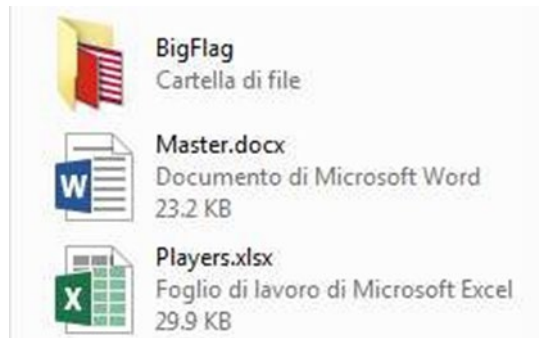 BigFlag
Cartella di file
Master.docx
Documento di Microsoft Word
23.2 KB
Players.xlsx
Foglio di lavoro di Microsoft Excel
29.9 KB